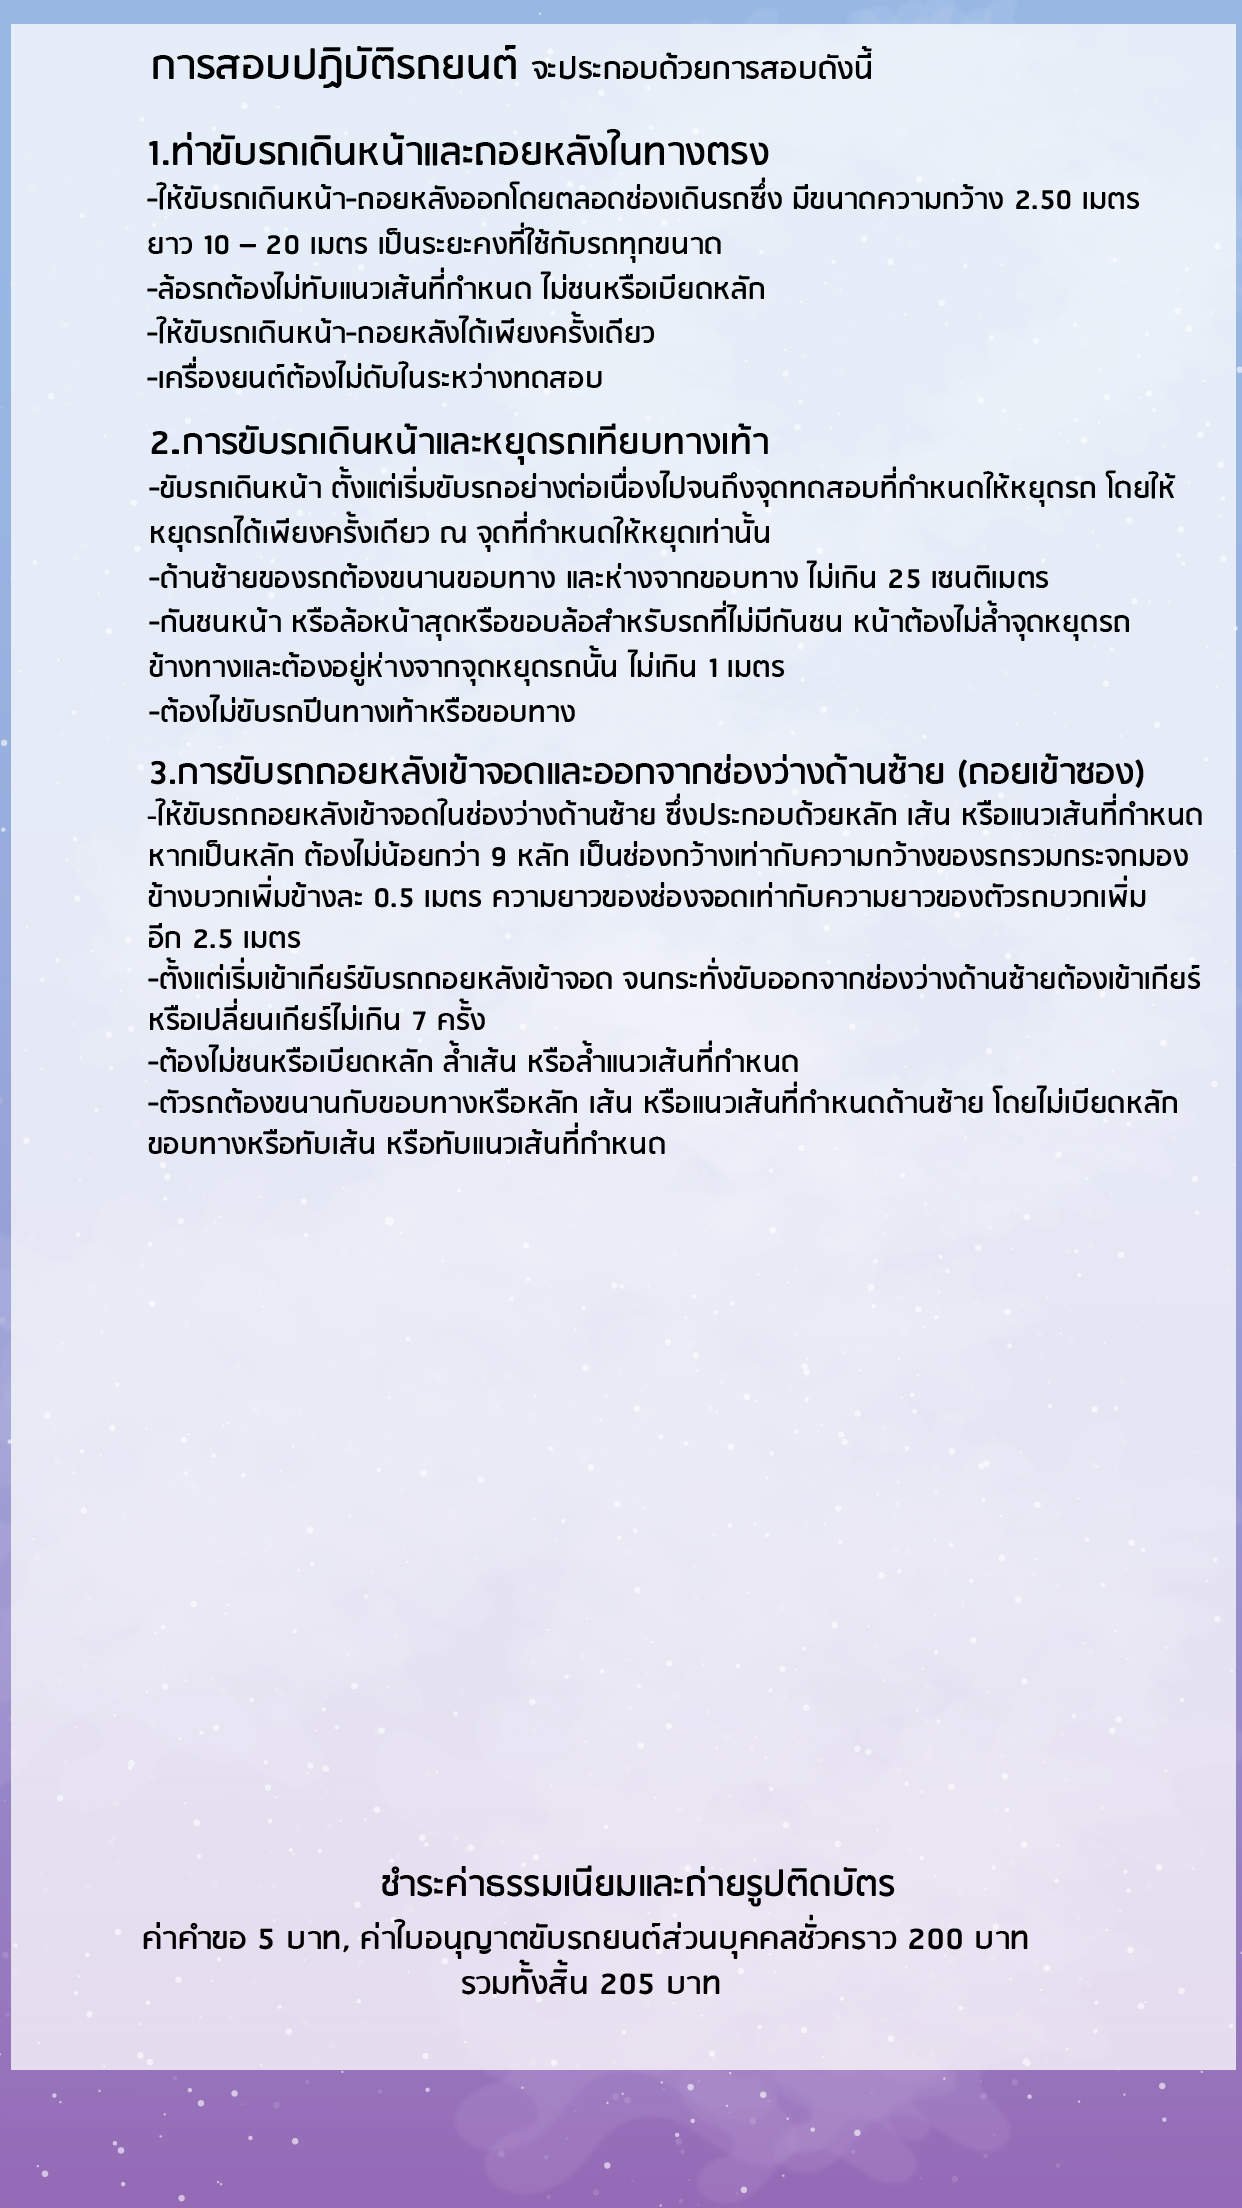 การสอบปฏิบัติรถยนต์ จะประกอบด้วยการสอบดังนี้
1.ท่าขับรถเดินหน้าและถอยหลังในทางตรง
-ให้ขับรถเดินหน้า-ถอยหลังออกโดยตลอดช่องเดินรถซึ่ง มีขนาดความกว้าง 2.50 เมตร
ยาว 10 – 20 เมตร เป็นระยะคงที่ใช้กับรถทุกขนาด
-ล้อรถต้องไม่ทับแนวเส้นที่กำหนด ไม่ชนหรือเบียดหลัก
-ให้ขับรถเดินหน้า-ถอยหลังได้เพียงครั้งเดียว
-เครื่องยนต์ต้องไม่ดับในระหว่างทดสอบ
2.การขับรถเดินหน้าและหยุดรถเทียบทางเท้า
-ขับรถเดินหน้า ตั้งแต่เริ่มขับรถอย่างต่อเนื่องไปจนถึงจุดทดสอบที่กำหนดให้หยุดรถ โดยให้
หยุดรถได้เพียงครั้งเดียว ณ จุดที่กำหนดให้หยุดเท่านั้น
-ด้านซ้ายของรถต้องขนานขอบทาง และห่างจากขอบทาง ไม่เกิน 25 เซนติเมตร
-กันชนหน้า หรือล้อหน้าสุดหรือขอบล้อสำหรับรถที่ไม่มีกันชน หน้าต้องไม่ล้ำจุดหยุดรถ
ข้างทางและต้องอยู่ห่างจากจุดหยุดรถนั้น ไม่เกิน 1 เมตร
-ต้องไม่ขับรถปีนทางเท้าหรือขอบทาง
3.การขับรถถอยหลังเข้าจอดและออกจากช่องว่างด้านซ้าย (ถอยเข้าซอง)
-ให้ขับรถถอยหลังเข้าจอดในช่องว่างด้านซ้าย ซึ่งประกอบด้วยหลัก เส้น หรือแนวเส้นที่กำหนด
หากเป็นหลัก ต้องไม่น้อยกว่า 9 หลัก เป็นช่องกว้างเท่ากับความกว้างของรถรวมกระจกมอง
ข้างบวกเพิ่มข้างละ 0.5 เมตร ความยาวของช่องจอดเท่ากับความยาวของตัวรถบวกเพิ่ม
อีก 2.5 เมตร
-ตั้งแต่เริ่มเข้าเกียร์ขับรถถอยหลังเข้าจอด จนกระทั่งขับออกจากช่องว่างด้านซ้ายต้องเข้าเกียร์
หรือเปลี่ยนเกียร์ไม่เกิน 7 ครั้ง
-ต้องไม่ชนหรือเบียดหลัก ล้ำเส้น หรือล้ำแนวเส้นที่กำหนด
-ตัวรถต้องขนานกับขอบทางหรือหลัก เส้น หรือแนวเส้นที่กำหนดด้านซ้าย โดยไม่เบียดหลัก
ขอบทางหรือทับเส้น หรือทับแนวเส้นที่กำหนด
ชำระค่าธรรมเนียมและถ่ายรูปติดบัตร
ค่าคำขอ 5 บาท, ค่าใบอนุญาตขับรถยนต์ส่วนบุคคลชั่วคราว 200 บาท
รวมทั้งสิ้น 205 บาท